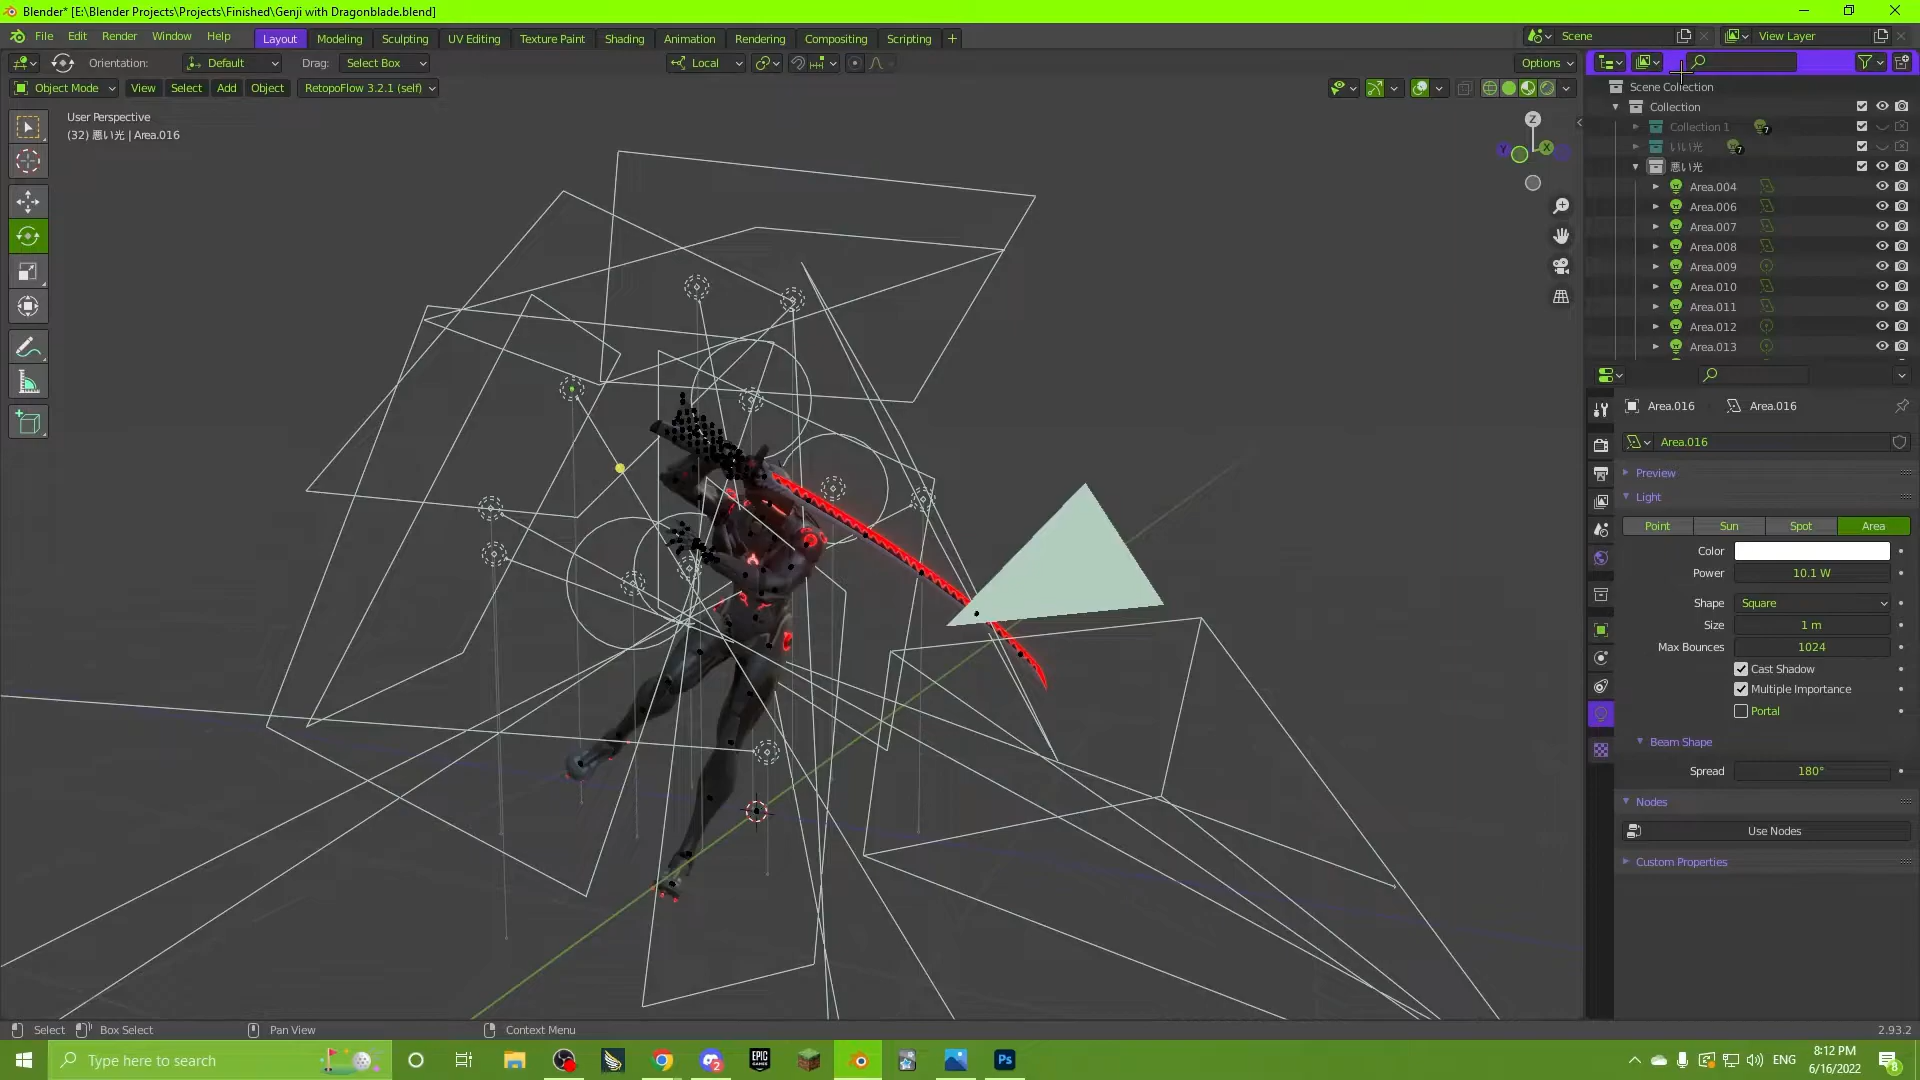 Blender* [E:\Blender Projects\Projects\Finished\Genji with Dragonblade.blend]
File Edit Render Window Help Layout Modeling Sculpting UV Editing Texture Paint Shading Animation Rendering Compositing Scripting + Scene View Layer
Orientation: Default Drag: Select Box Local Options
Object Mode View Select Add Object RetopoFlow 3.2.1 (self)
User Perspective
(32) 悪い光 | Area.016
Z
Y X
Scene Collection
Collection
Collection 1 7
いい光 7
悪い光
Area.004
Area.006
Area.007
Area.008
Area.009
Area.010
Area.011
Area.012
Area.013
Area.016 Area.016
Area.016
Preview
Light
Point Sun Spot Area
Color
Power 10.1 W
Shape Square
Size 1 m
Max Bounces 1024
Cast Shadow
Multiple Importance
Portal
Beam Shape
Spread 180°
Nodes
Use Nodes
Custom Properties
Select Box Select Pan View Context Menu 2.93.2
Type here to search 2 EPIC GAMES Ps ENG 8:12 PM
6/16/2022 8